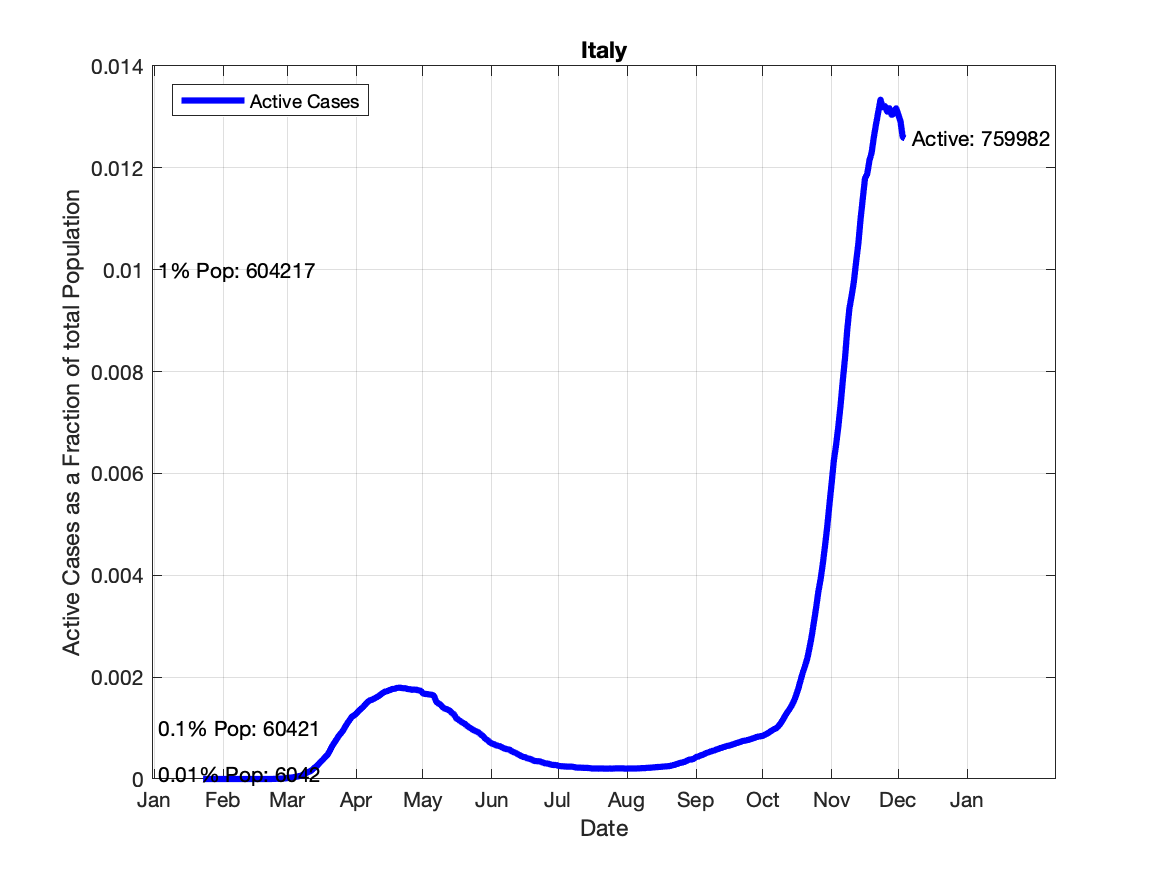 Italy
Active Cases
Active: 759982
0.014
0.012
0.01
0.008
0.006
0.004
0.002
0
1% Pop: 604217
0.1% Pop: 60421
0.01% Pop: 6042
Active Cases as a Fraction of total Population
Jan Feb Mar Apr May Jun Jul Aug Sep Oct Nov Dec Jan
Date